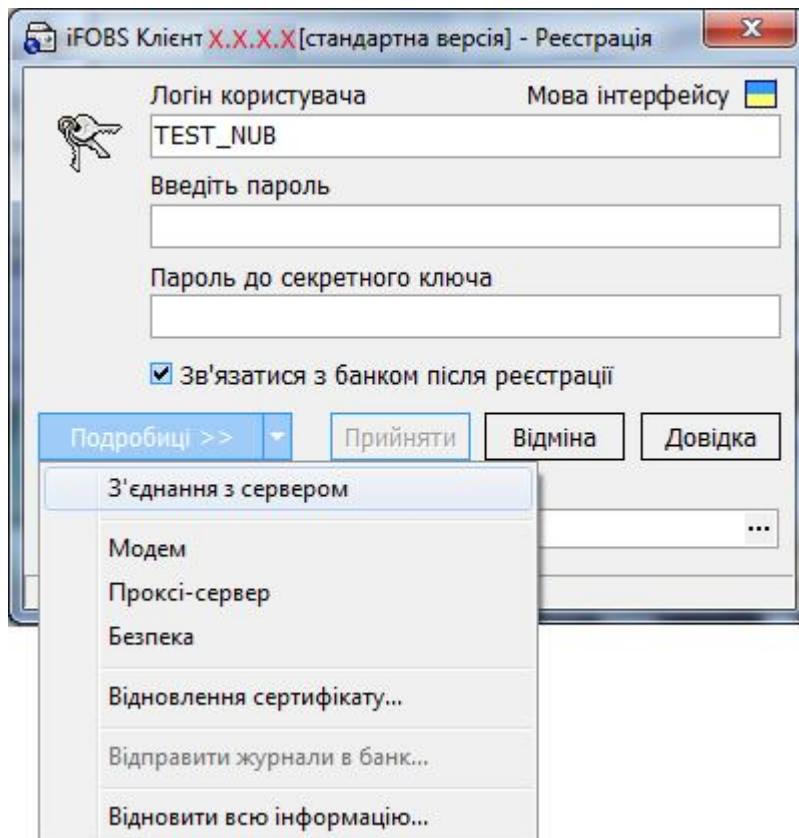 iFOBS Клієнт X.X.X.X [стандартна версія] - Реєстрація
Логін користувача Мова інтерфейсу
TEST_NUB
Введіть пароль
Пароль до секретного ключа
Зв'язатися з банком після реєстрації
Подробиці >> Прийняти Відміна Довідка
З'єднання з сервером
...
Модем
Проксі-сервер
Безпека
Відновлення сертифікату...
Відправити журнали в банк...
Відновити всю інформацію...